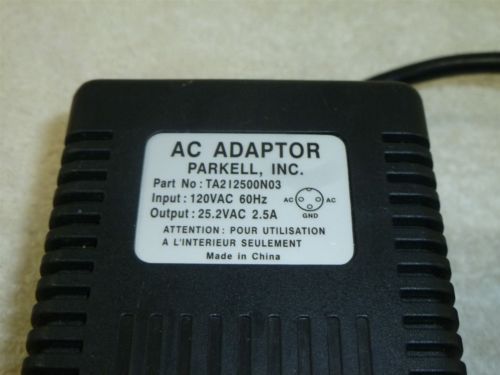 AC ADAPTOR
PARKELL, INC.
Part No : TA212500N03
Input : 120VAC 60Hz
Output : 25.2VAC 2.5A
AC AC
GND
ATTENTION : POUR UTILISATION
A L'INTERIEUR SEULEMENT
Made in China